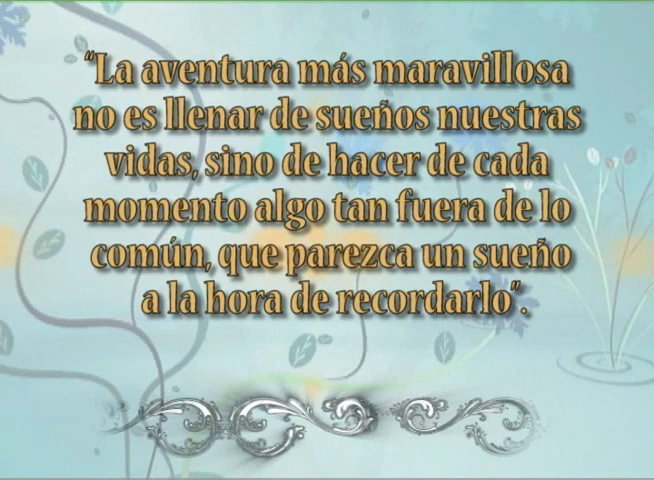 “La aventura más maravillosa
no es llenar de sueños nuestras
vidas, sino de hacer de cada
momento algo tan fuera de lo
común, que parezca un sueño
a la hora de recordarlo”.